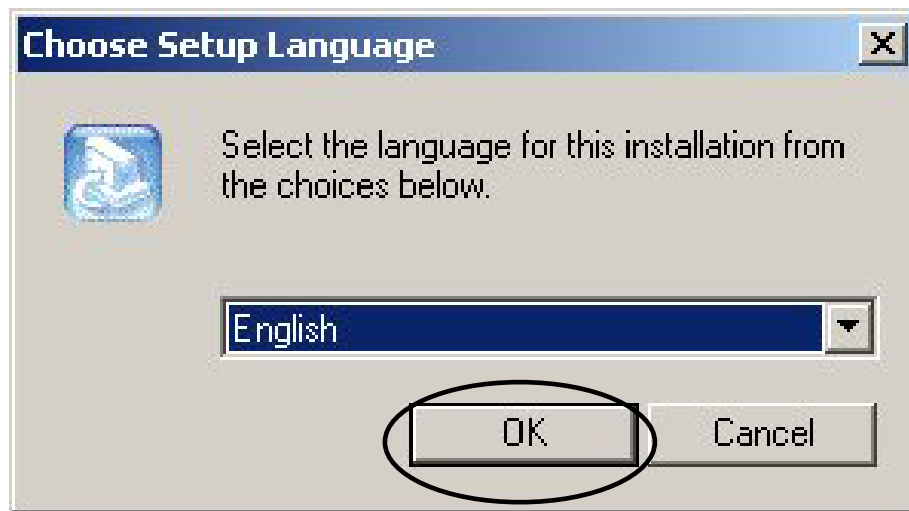 Choose Setup Language
Select the language for this installation from
the choices below.
English
OK
Cancel